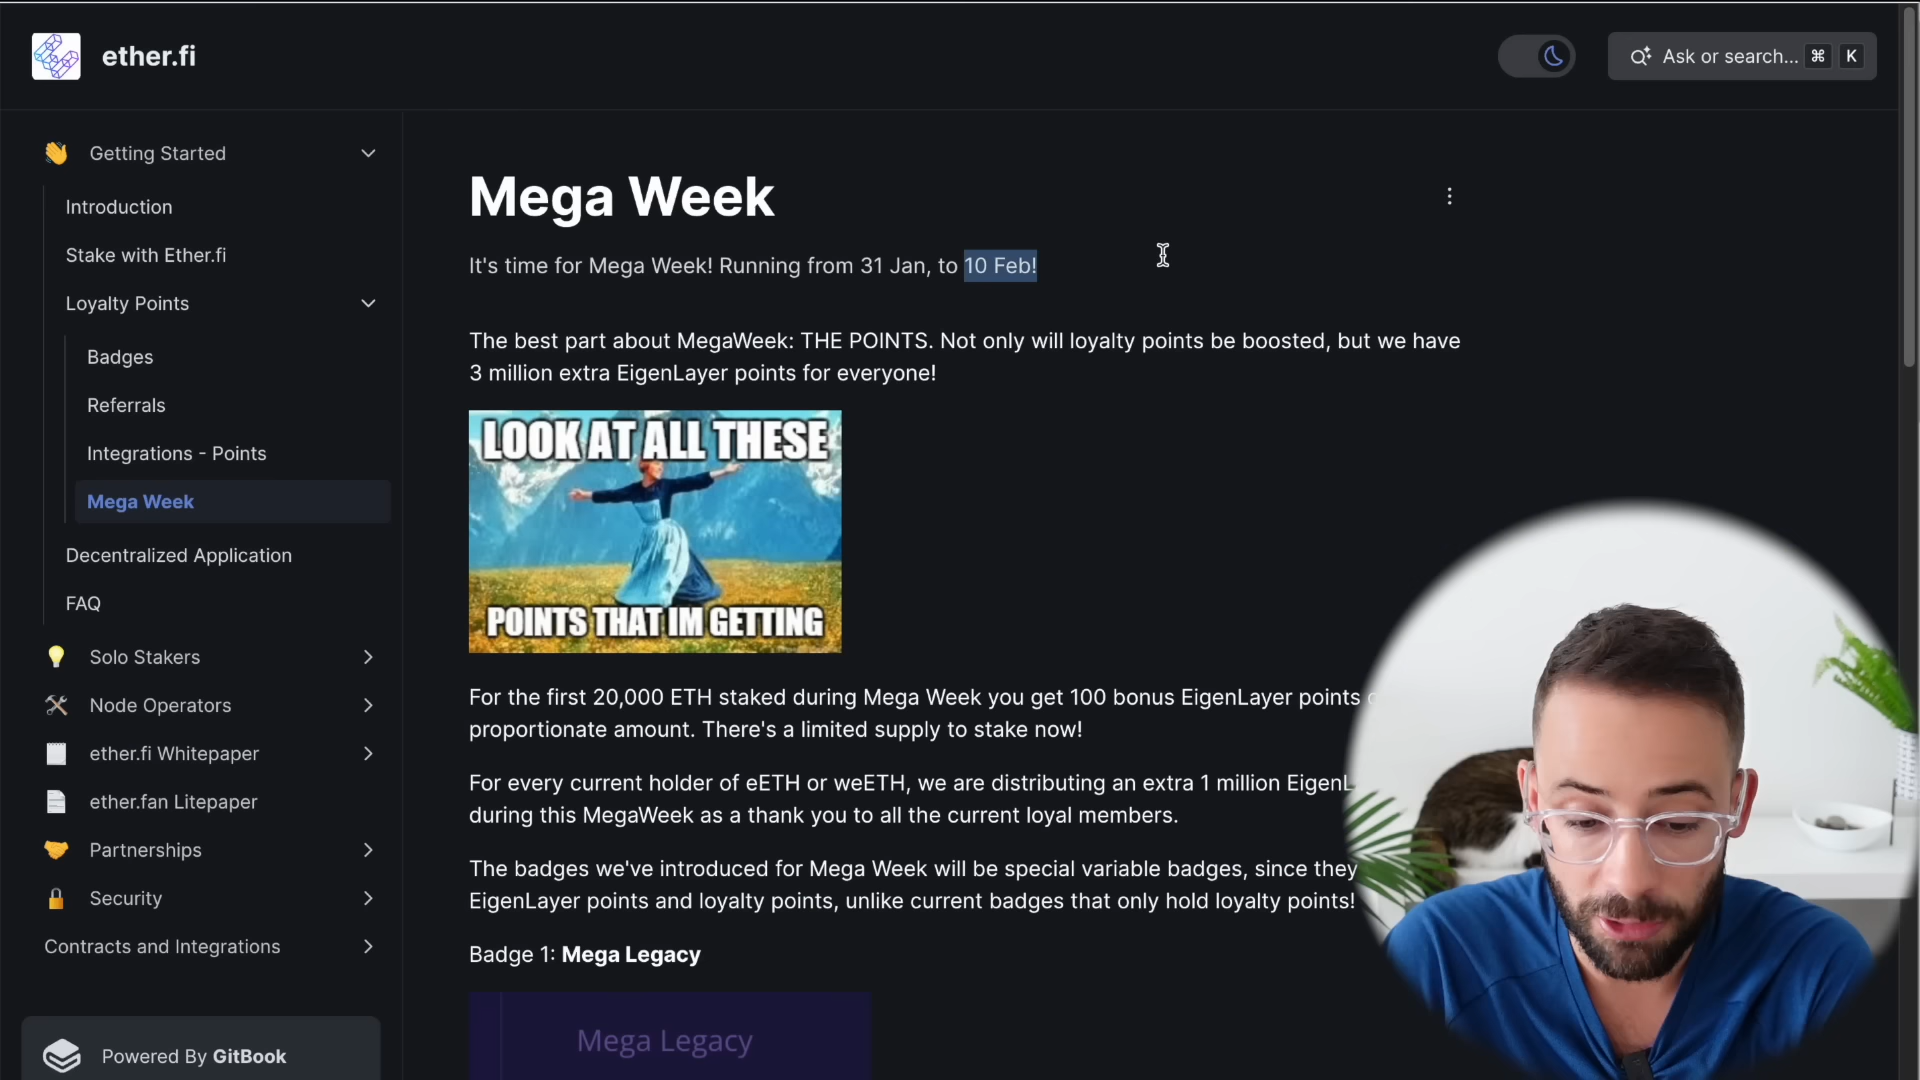 ether.fi
Ask or search... ⌘ K
Getting Started
Introduction
Stake with Ether.fi
Loyalty Points
Badges
Referrals
Integrations - Points
Mega Week
Decentralized Application
FAQ
Solo Stakers
Node Operators
ether.fi Whitepaper
ether.fan Litepaper
Partnerships
Security
Contracts and Integrations
Powered By GitBook
Mega Week
It's time for Mega Week! Running from 31 Jan, to 10 Feb!
The best part about MegaWeek: THE POINTS. Not only will loyalty points be boosted, but we have
3 million extra EigenLayer points for everyone!
LOOK AT ALL THESE
POINTS THAT IM GETTING
For the first 20,000 ETH staked during Mega Week you get 100 bonus EigenLayer points
proportionate amount. There's a limited supply to stake now!
For every current holder of eETH or weETH, we are distributing an extra 1 million
during this MegaWeek as a thank you to all the current loyal members.
The badges we've introduced for Mega Week will be special variable badges, since they
EigenLayer points and loyalty points, unlike current badges that only hold loyalty points!
Badge 1: Mega Legacy
Mega Legacy